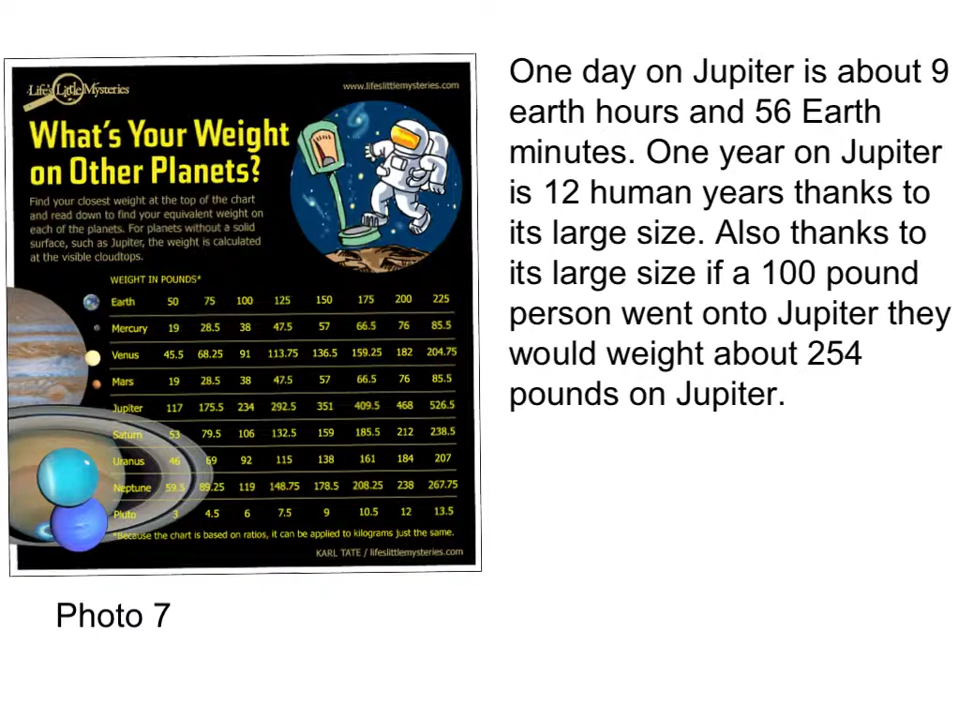 Life's Little Mysteries
www.lifeslittlemysteries.com
What's Your Weight
on Other Planets?
Find your closest weight at the top of the chart
and read down to find your equivalent weight on
each of the planets. For planets without a solid
surface, such as Jupiter, the weight is calculated
at the visible cloudtops.
WEIGHT IN POUNDS*
Earth 50 75 100 125 150 175 200 225
Mercury 19 28.5 38 47.5 57 66.5 76 85.5
Venus 45.5 68.25 91 113.75 136.5 159.25 182 204.75
Mars 19 28.5 38 47.5 57 66.5 76 85.5
Jupiter 117 175.5 234 292.5 351 409.5 468 526.5
Saturn 53 79.5 106 132.5 159 185.5 212 238.5
Uranus 46 69 92 115 138 161 184 207
Neptune 59.5 89.25 119 148.75 178.5 208.25 238 267.75
Pluto 3 4.5 6 7.5 9 10.5 12 13.5
*Because the chart is based on ratios, it can be applied to kilograms just the same.
KARL TATE / lifeslittlemysteries.com
Photo 7
One day on Jupiter is about 9
earth hours and 56 Earth
minutes. One year on Jupiter
is 12 human years thanks to
its large size. Also thanks to
its large size if a 100 pound
person went onto Jupiter they
would weight about 254
pounds on Jupiter.